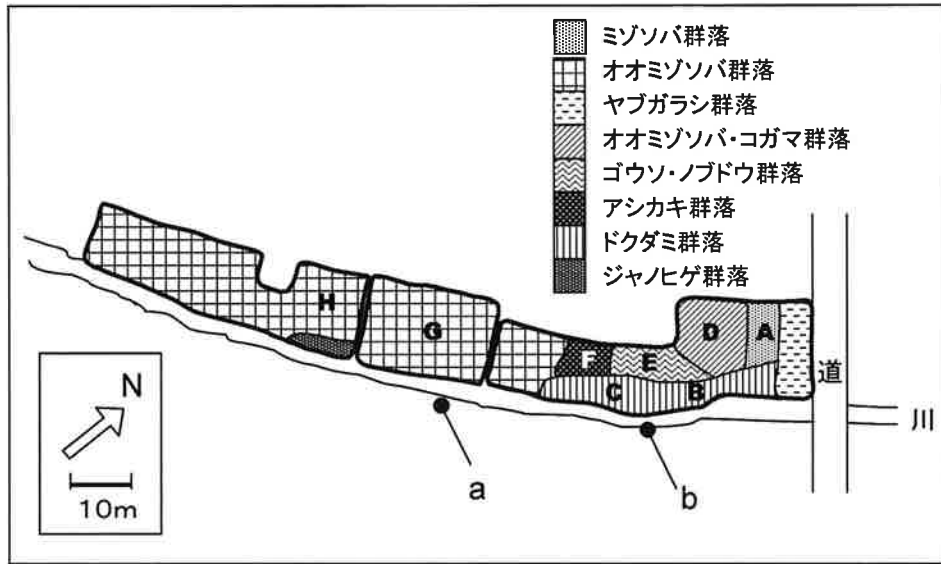 ミゾソバ群落
オオミゾソバ群落
ヤブガラシ群落
オオミゾソバ・コガマ群落
ゴウソ・ノブドウ群落
アシカキ群落
ドクダミ群落
ジャノヒゲ群落
H
G
F
E
D
A
C
B
道
川
a
b
N
10m